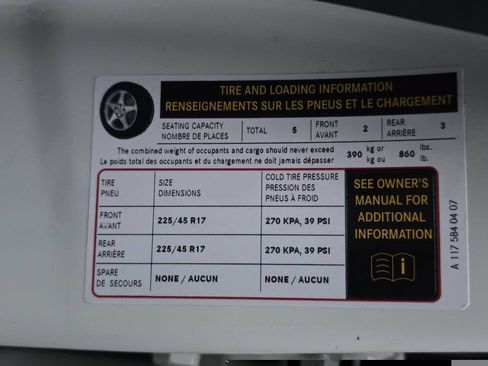 TIRE AND LOADING INFORMATION
RENSEIGNEMENTS SUR LES PNEUS ET LE CHARGEMENT
SEATING CAPACITY
NOMBRE DE PLACES
TOTAL 5
FRONT
AVANT
2
REAR
ARRIÈRE
3
The combined weight of occupants and cargo should never exceed
Le poids total des occupants et du chargement ne doit jamais dépasser
390 kg or
kg ou
860 lbs.
lb.
TIRE
PNEU
SIZE
DIMENSIONS
COLD TIRE PRESSURE
PRESSION DES
PNEUS À FROID
FRONT
AVANT
225/45 R17
270 KPA, 39 PSI
REAR
ARRIÈRE
225/45 R17
270 KPA, 39 PSI
SPARE
DE SECOURS
NONE / AUCUN
NONE / AUCUN
SEE OWNER'S
MANUAL FOR
ADDITIONAL
INFORMATION
i
A 117 584 04 07